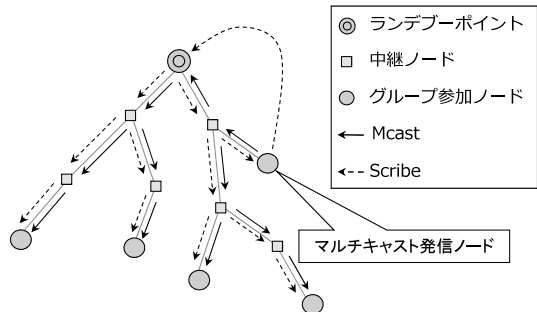 ランデブーポイント
中継ノード
グループ参加ノード
Mcast
Scribe
マルチキャスト発信ノード